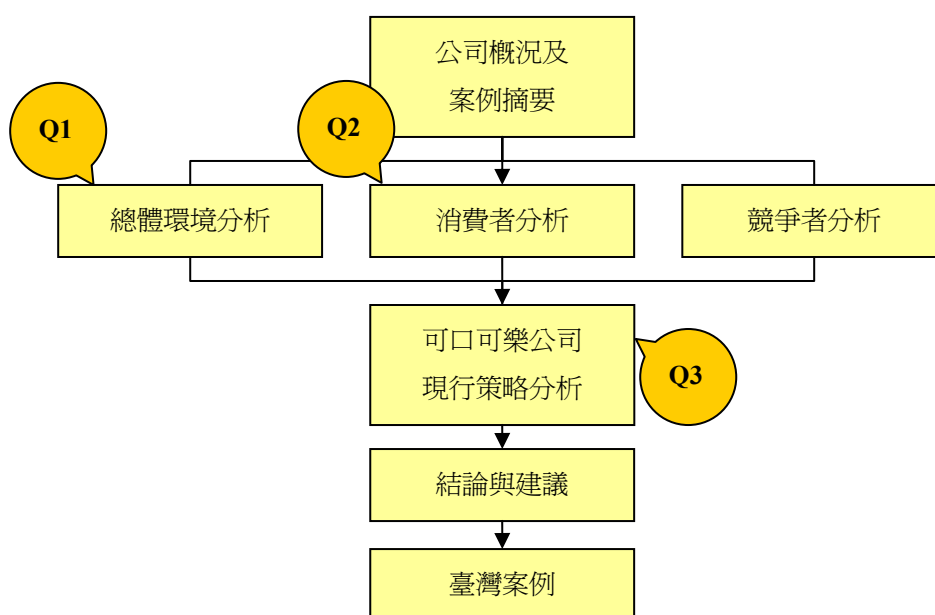 公司概況及
案例摘要
Q1
Q2
總體環境分析
消費者分析
競爭者分析
可口可樂公司
現行策略分析
Q3
結論與建議
臺灣案例